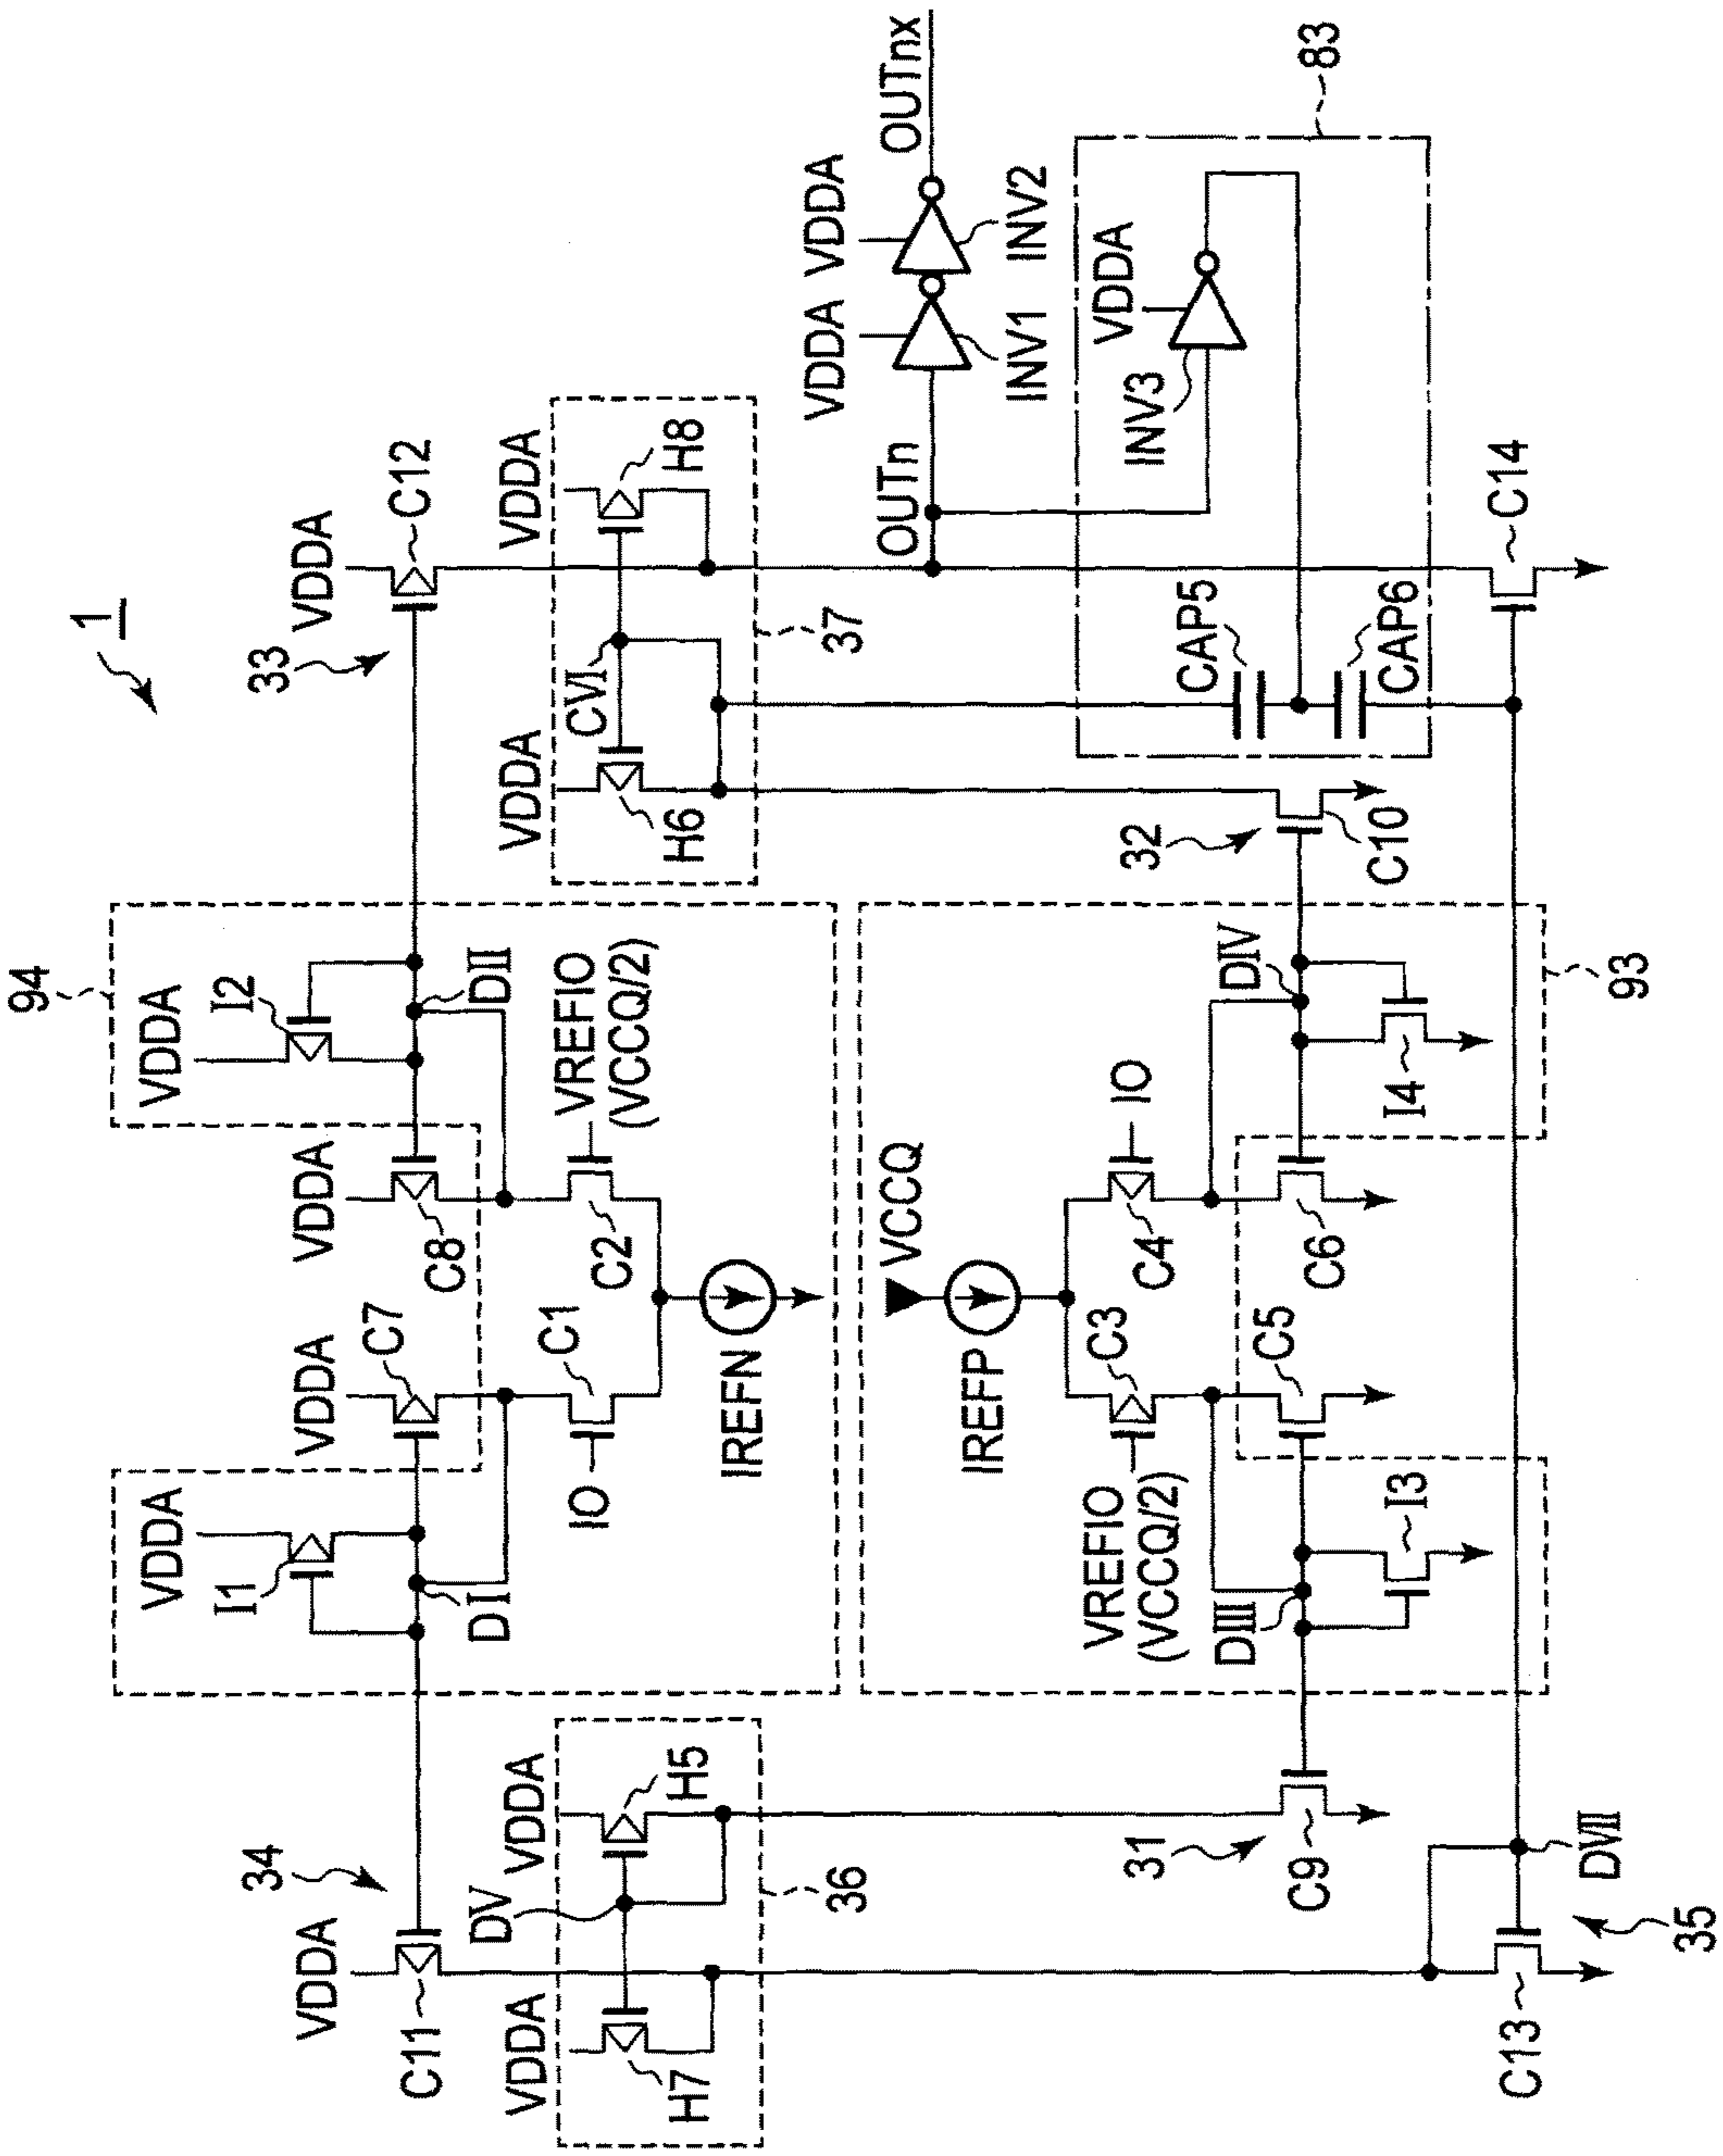 1
94
33
VDDA
C12
VDDA
I2
VDDA
I1
DII
VDDA
C8
VDDA
C7
34
VDDA
C11
DI
VREFIO
(VCCQ/2)
C2
C1
IO
IREFN
VDDA
H8
CVI
VDDA
H6
37
VDDA
H5
DV
VDDA
H7
36
OUTnx
VDDA
VDDA
INV2
INV1
OUTn
83
VDDA
INV3
CAP5
CAP6
C14
32
C10
VCCQ
IREFP
IO
C4
C3
VREFIO
(VCCQ/2)
DIV
DIII
C6
C5
I4
I3
93
31
C9
DVII
35
C13